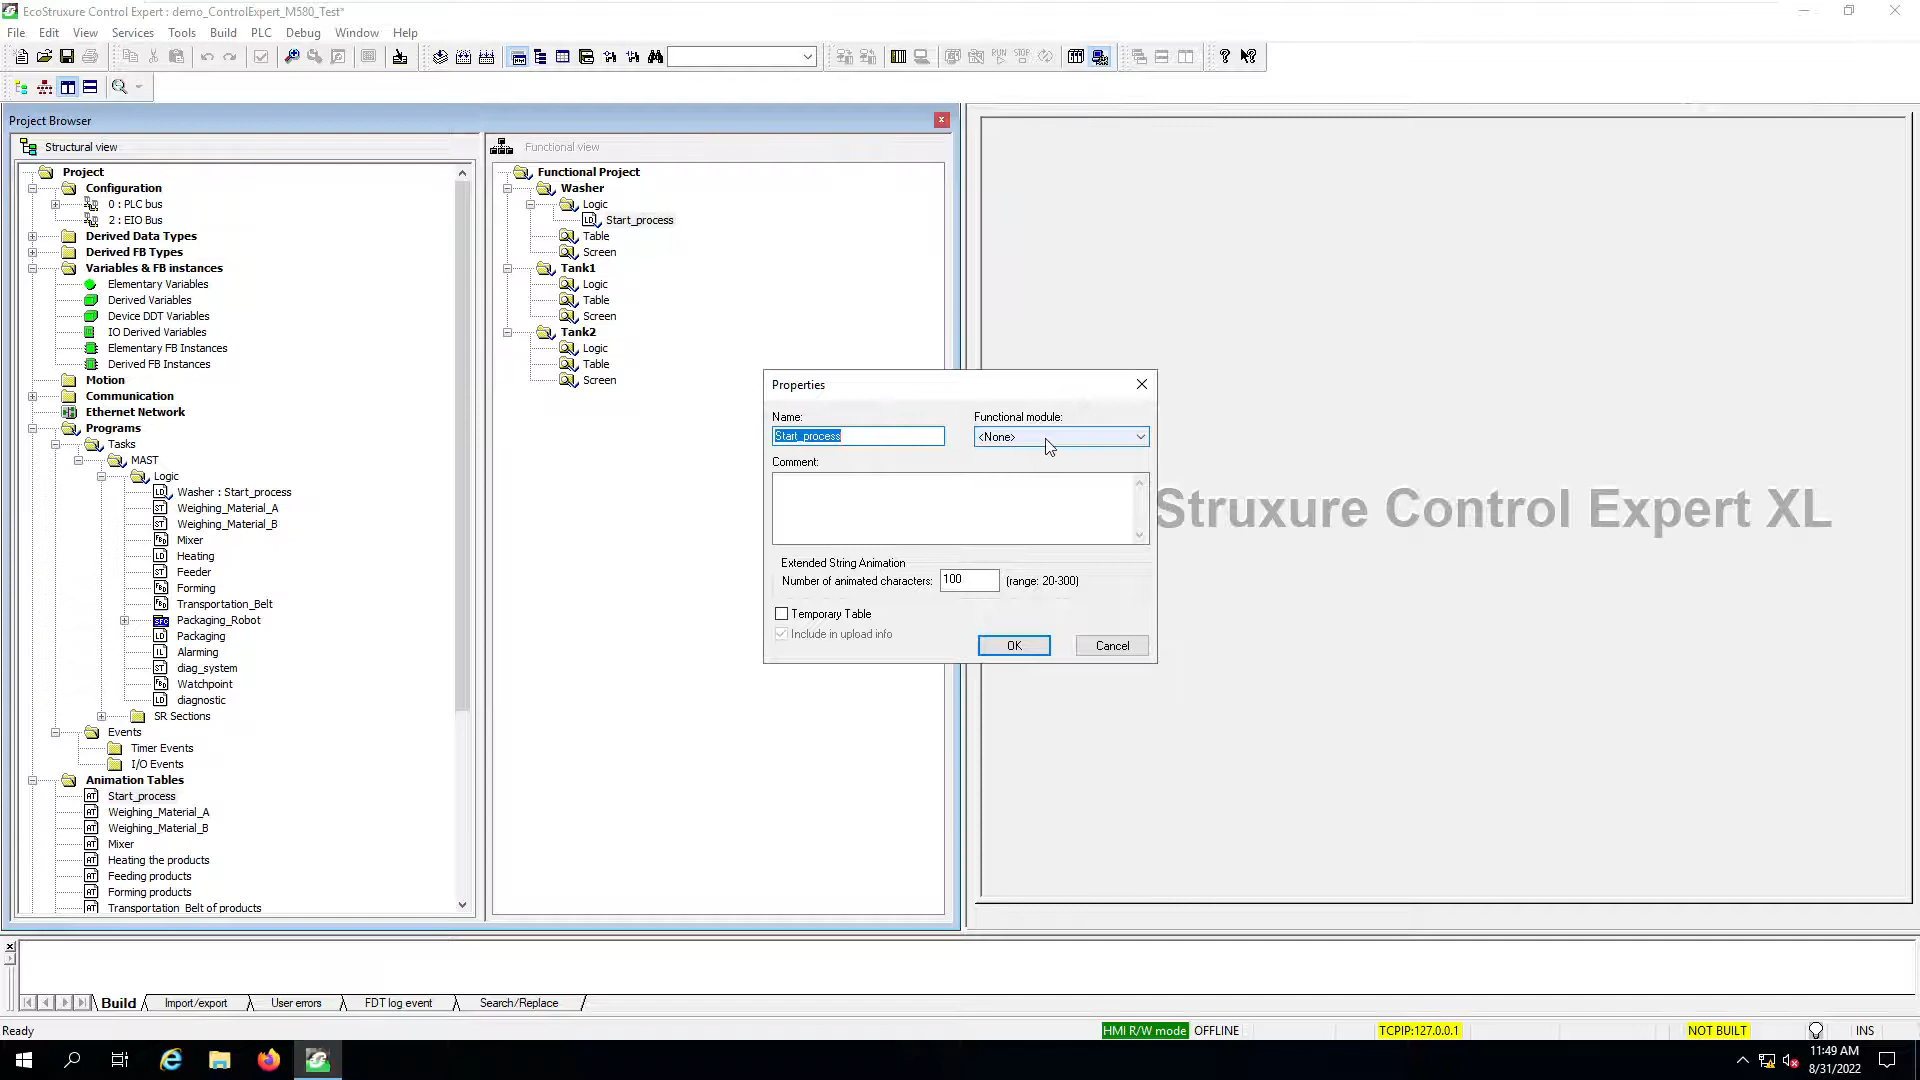 EcoStruxure Control Expert : demo_ControlExpert_M580_Test*
File Edit View Services Tools Build PLC Debug Window Help
Project Browser
Structural view
Project
Configuration
0 : PLC bus
2 : EIO Bus
Derived Data Types
Derived FB Types
Variables & FB instances
Elementary Variables
Derived Variables
Device DDT Variables
IO Derived Variables
Elementary FB Instances
Derived FB Instances
Motion
Communication
Ethernet Network
Programs
Tasks
MAST
Logic
Washer : Start_process
Weighing_Material_A
Weighing_Material_B
Mixer
Heating
Feeder
Forming
Transportation_Belt
Packaging_Robot
Packaging
Alarming
diag_system
Watchpoint
diagnostic
SR Sections
Events
Timer Events
I/O Events
Animation Tables
Start_process
Weighing_Material_A
Weighing_Material_B
Mixer
Heating the products
Feeding products
Forming products
Transportation_Belt of products
Functional view
Functional Project
Washer
Logic
Start_process
Table
Screen
Tank1
Logic
Table
Screen
Tank2
Logic
Table
Screen
Properties
Name:
Functional module:
Start_process
<None>
Comment:
Extended String Animation
Number of animated characters: 100 (range: 20-300)
Temporary Table
Include in upload info
OK Cancel
Struxure Control Expert XL
Build Import/export User errors FDT log event Search/Replace
Ready HMI R/W mode OFFLINE TCPIP:127.0.0.1 NOT BUILT INS
11:49 AM
8/31/2022